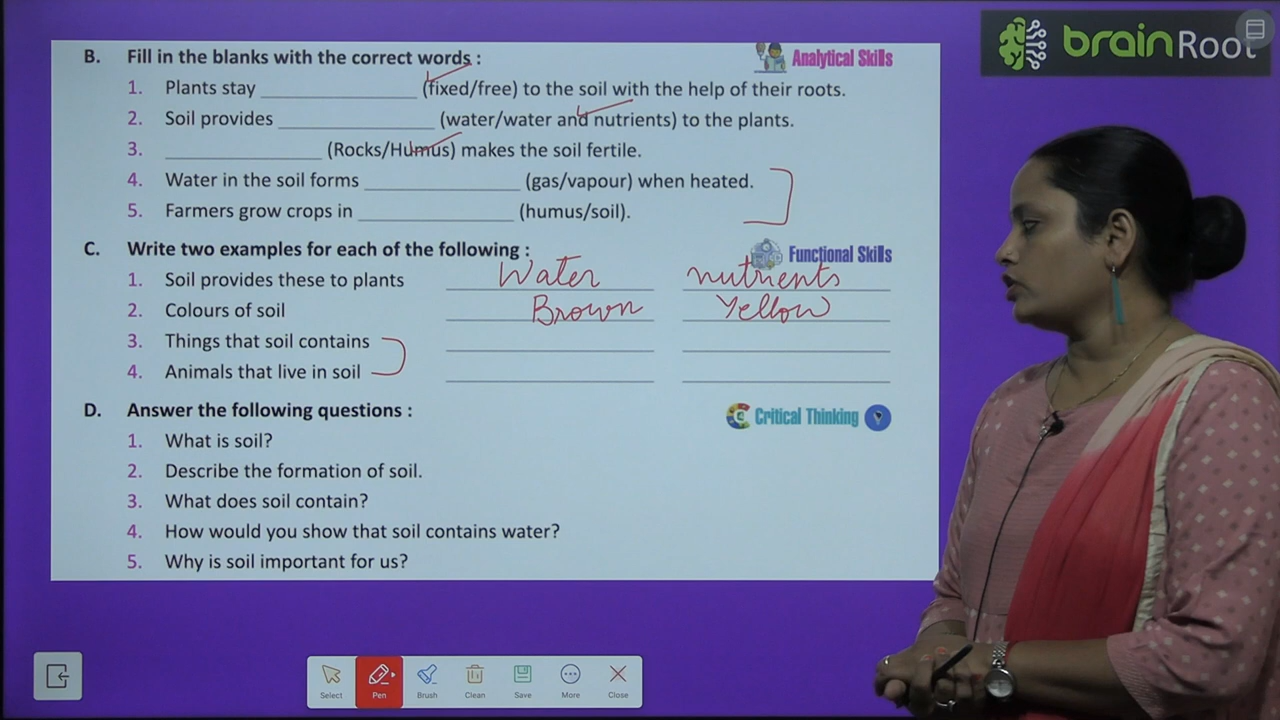 brainRoot
B. Fill in the blanks with the correct words :
Analytical Skills
1. Plants stay ________________ (fixed/free) to the soil with the help of their roots.
2. Soil provides ________________ (water/water and nutrients) to the plants.
3. ________________ (Rocks/Humus) makes the soil fertile.
4. Water in the soil forms ________________ (gas/vapour) when heated.
5. Farmers grow crops in ________________ (humus/soil).
C. Write two examples for each of the following :
Functional Skills
1. Soil provides these to plants Water nutrients
2. Colours of soil Brown Yellow
3. Things that soil contains
4. Animals that live in soil
D. Answer the following questions :
Critical Thinking
1. What is soil?
2. Describe the formation of soil.
3. What does soil contain?
4. How would you show that soil contains water?
5. Why is soil important for us?
Select Pen Brush Clean Save More Close